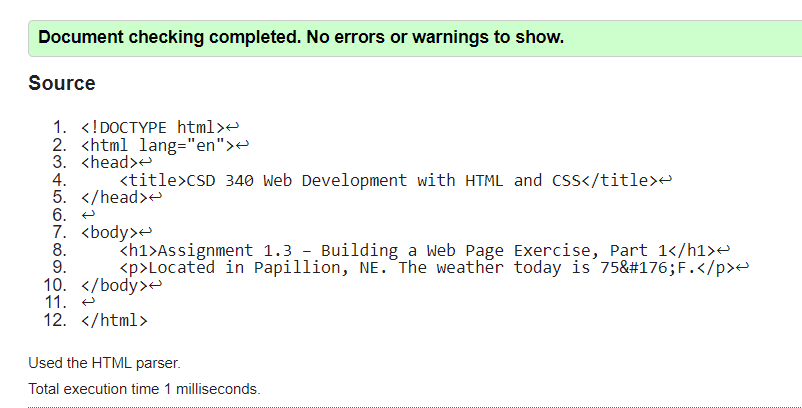 Document checking completed. No errors or warnings to show.
Source
1. <!DOCTYPE html>↩
2. <html lang="en">↩
3. <head>↩
4.     <title>CSD 340 Web Development with HTML and CSS</title>↩
5. </head>↩
6. ↩
7. <body>↩
8.     <h1>Assignment 1.3 – Building a Web Page Exercise, Part 1</h1>↩
9.     <p>Located in Papillion, NE. The weather today is 75&#176;F.</p>↩
10. </body>↩
11. ↩
12. </html>
Used the HTML parser.
Total execution time 1 milliseconds.